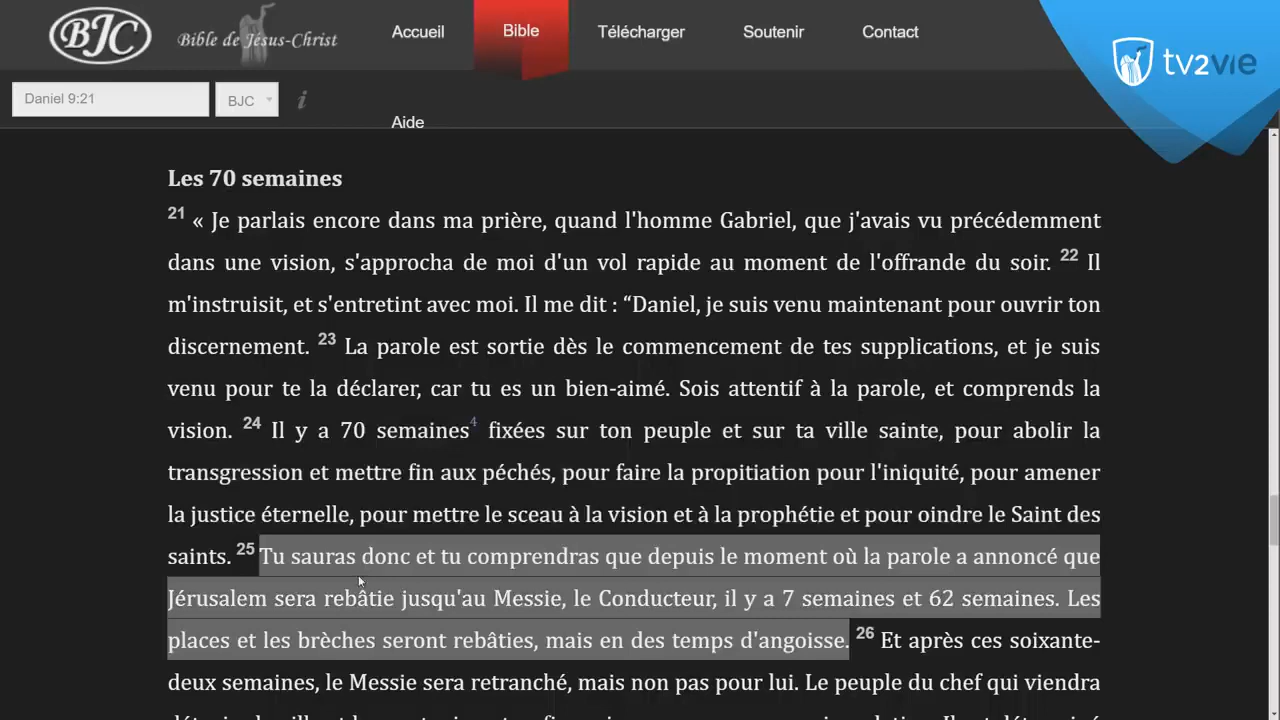 BJC
Bible de Jésus-Christ
Accueil
Bible
Télécharger
Soutenir
Contact
tv2vie
Daniel 9:21
BJC
i
Aide
Les 70 semaines
21 « Je parlais encore dans ma prière, quand l'homme Gabriel, que j'avais vu précédemment
dans une vision, s'approcha de moi d'un vol rapide au moment de l'offrande du soir. 22 Il
m'instruisit, et s'entretint avec moi. Il me dit : “Daniel, je suis venu maintenant pour ouvrir ton
discernement. 23 La parole est sortie dès le commencement de tes supplications, et je suis
venu pour te la déclarer, car tu es un bien-aimé. Sois attentif à la parole, et comprends la
vision. 24 Il y a 70 semaines4 fixées sur ton peuple et sur ta ville sainte, pour abolir la
transgression et mettre fin aux péchés, pour faire la propitiation pour l'iniquité, pour amener
la justice éternelle, pour mettre le sceau à la vision et à la prophétie et pour oindre le Saint des
saints. 25 Tu sauras donc et tu comprendras que depuis le moment où la parole a annoncé que
Jérusalem sera rebâtie jusqu'au Messie, le Conducteur, il y a 7 semaines et 62 semaines. Les
places et les brèches seront rebâties, mais en des temps d'angoisse. 26 Et après ces soixante-
deux semaines, le Messie sera retranché, mais non pas pour lui. Le peuple du chef qui viendra